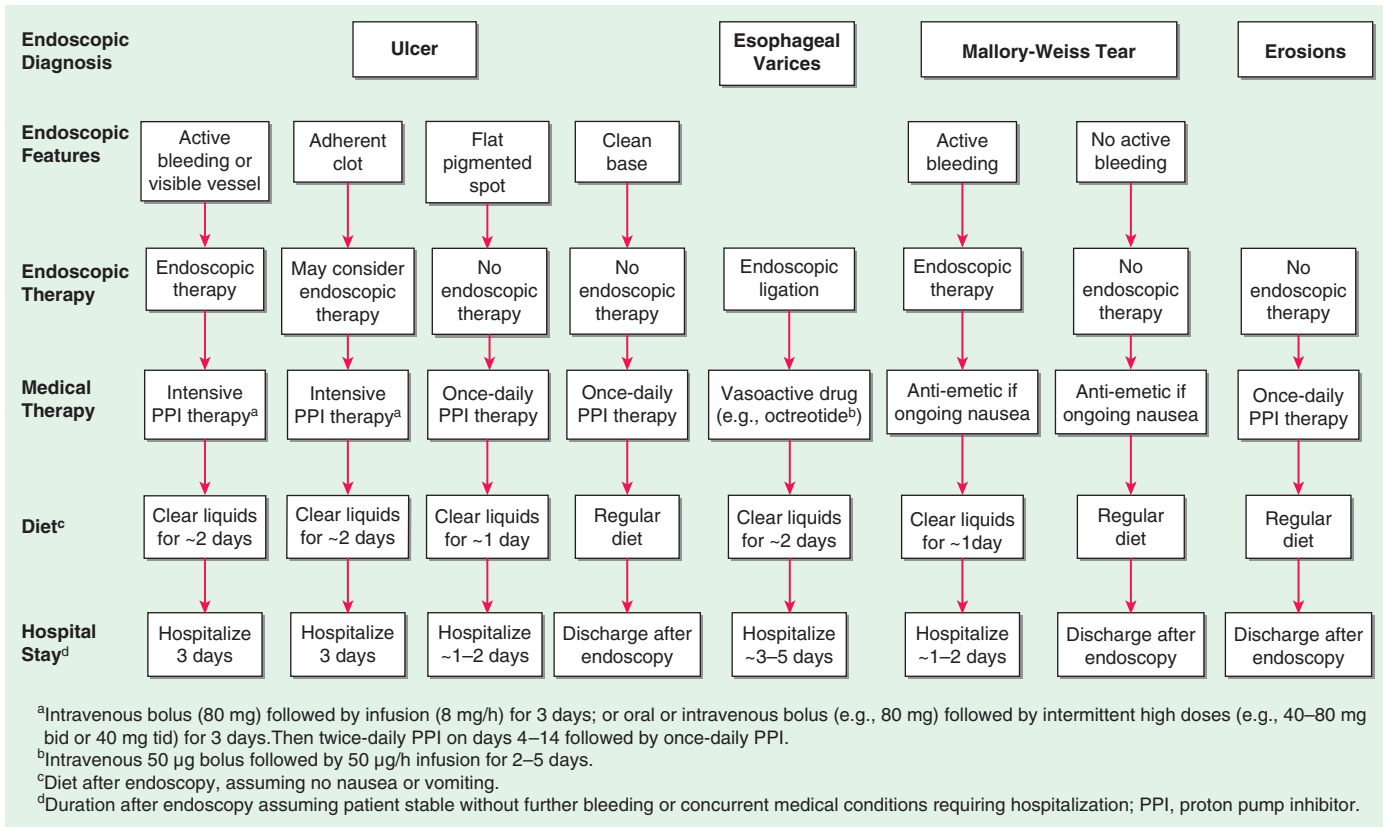 Endoscopic
Diagnosis
Ulcer
Esophageal
Varices
Mallory-Weiss Tear
Erosions
Endoscopic
Features
Active
bleeding or
visible vessel
Adherent
clot
Flat
pigmented
spot
Clean
base
Active
bleeding
No active
bleeding
Endoscopic
Therapy
Endoscopic
therapy
May consider
endoscopic
therapy
No
endoscopic
therapy
No
endoscopic
therapy
Endoscopic
ligation
Endoscopic
therapy
No
endoscopic
therapy
No
endoscopic
therapy
Medical
Therapy
Intensive
PPI therapyᵃ
Intensive
PPI therapyᵃ
Once-daily
PPI therapy
Once-daily
PPI therapy
Vasoactive drug
(e.g., octreotideᵇ)
Anti-emetic if
ongoing nausea
Anti-emetic if
ongoing nausea
Once-daily
PPI therapy
Dietᶜ
Clear liquids
for ~2 days
Clear liquids
for ~2 days
Clear liquids
for ~1 day
Regular
diet
Clear liquids
for ~2 days
Clear liquids
for ~1day
Regular
diet
Regular
diet
Hospital
Stayᵈ
Hospitalize
3 days
Hospitalize
3 days
Hospitalize
~1–2 days
Discharge after
endoscopy
Hospitalize
~3–5 days
Hospitalize
~1–2 days
Discharge after
endoscopy
Discharge after
endoscopy
ᵃIntravenous bolus (80 mg) followed by infusion (8 mg/h) for 3 days; or oral or intravenous bolus (e.g., 80 mg) followed by intermittent high doses (e.g., 40–80 mg
bid or 40 mg tid) for 3 days.Then twice-daily PPI on days 4–14 followed by once-daily PPI.
ᵇIntravenous 50 µg bolus followed by 50 µg/h infusion for 2–5 days.
ᶜDiet after endoscopy, assuming no nausea or vomiting.
ᵈDuration after endoscopy assuming patient stable without further bleeding or concurrent medical conditions requiring hospitalization; PPI, proton pump inhibitor.